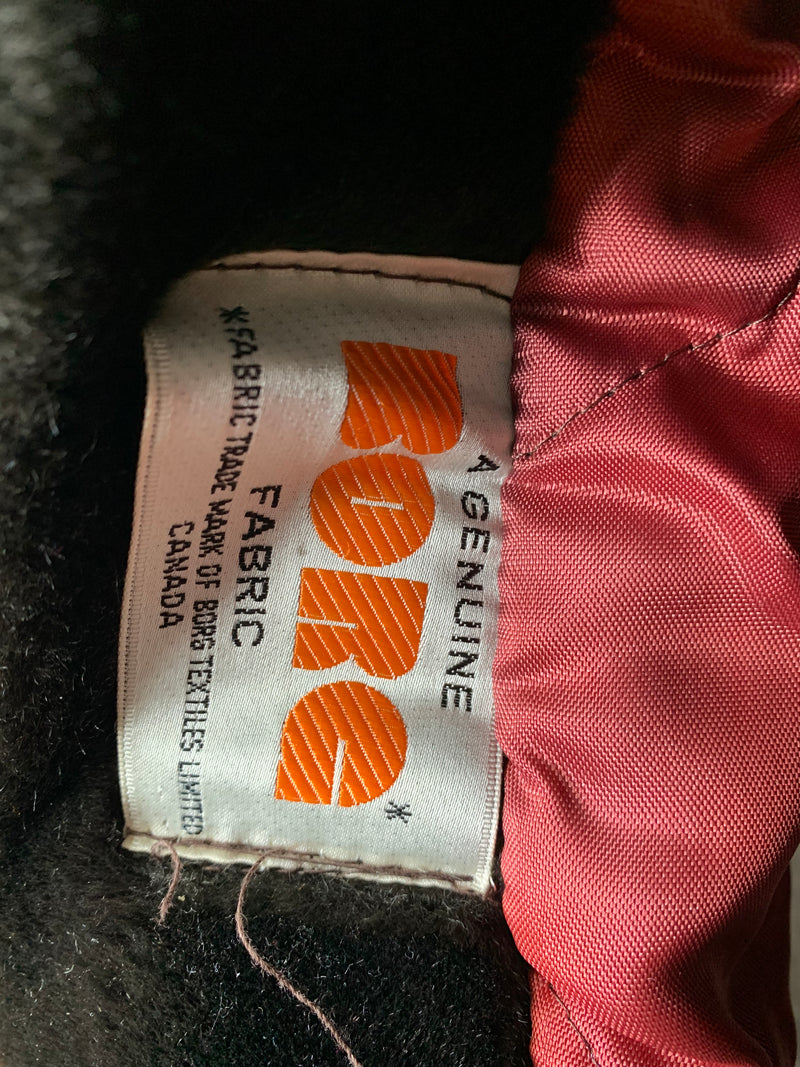 A GENUINE
BORG*
FABRIC
*FABRIC TRADE MARK OF BORG TEXTILES LIMITED
CANADA